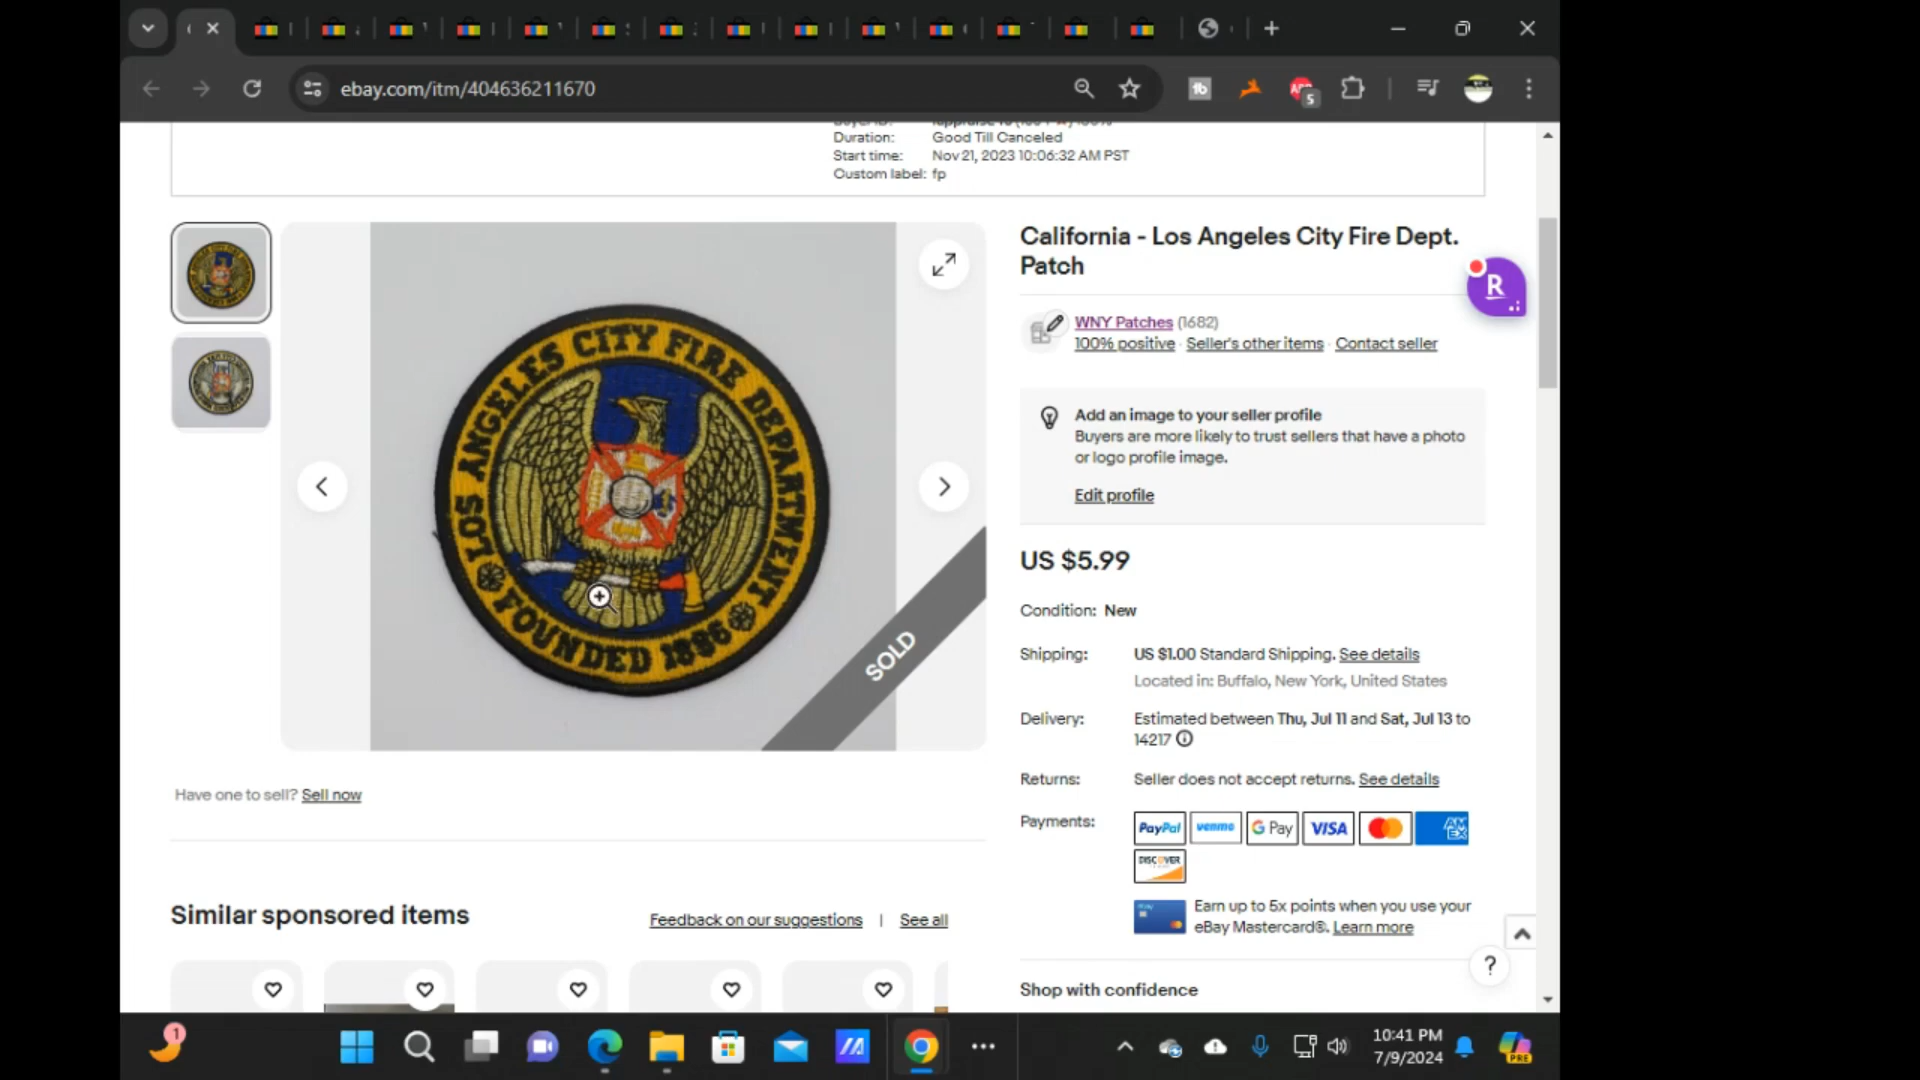 ebay.com/itm/404636211670
5
Duration: Good Till Canceled
Start time: Nov 21, 2023 10:06:32 AM PST
Custom label: fp
LOS ANGELES CITY FIRE DEPARTMENT
FOUNDED 1886
SOLD
California - Los Angeles City Fire Dept.
Patch
R
WNY Patches (1682)
100% positive · Seller's other items · Contact seller
Add an image to your seller profile
Buyers are more likely to trust sellers that have a photo
or logo profile image.
Edit profile
US $5.99
Condition: New
Shipping: US $1.00 Standard Shipping. See details
Located in: Buffalo, New York, United States
Delivery: Estimated between Thu, Jul 11 and Sat, Jul 13 to
14217
Returns: Seller does not accept returns. See details
Payments: PayPal venmo G Pay VISA AM EX
DISCOVER
Earn up to 5x points when you use your
eBay Mastercard®. Learn more
Have one to sell? Sell now
Similar sponsored items
Feedback on our suggestions | See all
Shop with confidence
?
1
10:41 PM
7/9/2024
PRE